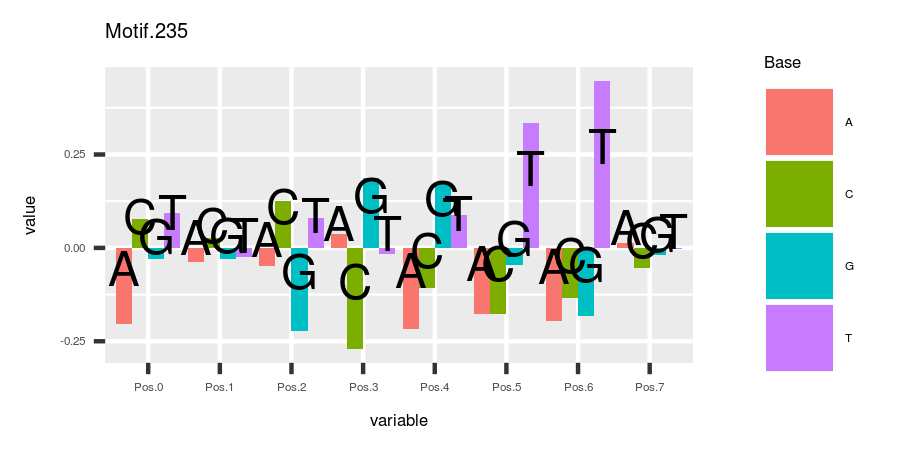 Motif.235
value
0.25
0.00
-0.25
A C G T A C G T A C G T A C G T A C G T A C G T A C G T A C G T
Pos.0 Pos.1 Pos.2 Pos.3 Pos.4 Pos.5 Pos.6 Pos.7
variable
Base
A
C
G
T